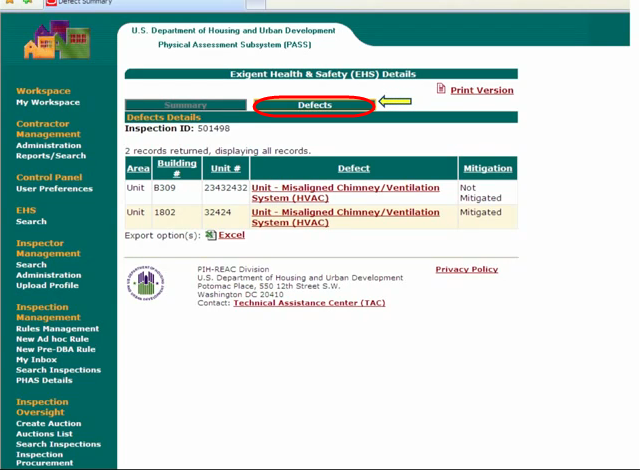 Defect Summary
U.S. Department of Housing and Urban Development
Physical Assessment Subsystem (PASS)
Exigent Health & Safety (EHS) Details
Print Version
Summary
Defects
Defects Details
Inspection ID: 501498
2 records returned, displaying all records.
Area Building # Unit # Defect Mitigation
Unit B309 23432432 Unit - Misaligned Chimney/Ventilation System (HVAC) Not Mitigated
Unit 1802 32424 Unit - Misaligned Chimney/Ventilation System (HVAC) Mitigated
Export option(s): Excel
PIH-REAC Division
U.S. Department of Housing and Urban Development
Potomac Place, 550 12th Street S.W.
Washington DC 20410
Contact: Technical Assistance Center (TAC)
Privacy Policy
Workspace
My Workspace
Contractor
Management
Administration
Reports/Search
Control Panel
User Preferences
EHS
Search
Inspector
Management
Search
Administration
Upload Profile
Inspection
Management
Rules Management
New Ad hoc Rule
New Pre-DBA Rule
My Inbox
Search Inspections
PHAS Details
Inspection
Oversight
Create Auction
Auctions List
Search Inspections
Inspection
Procurement